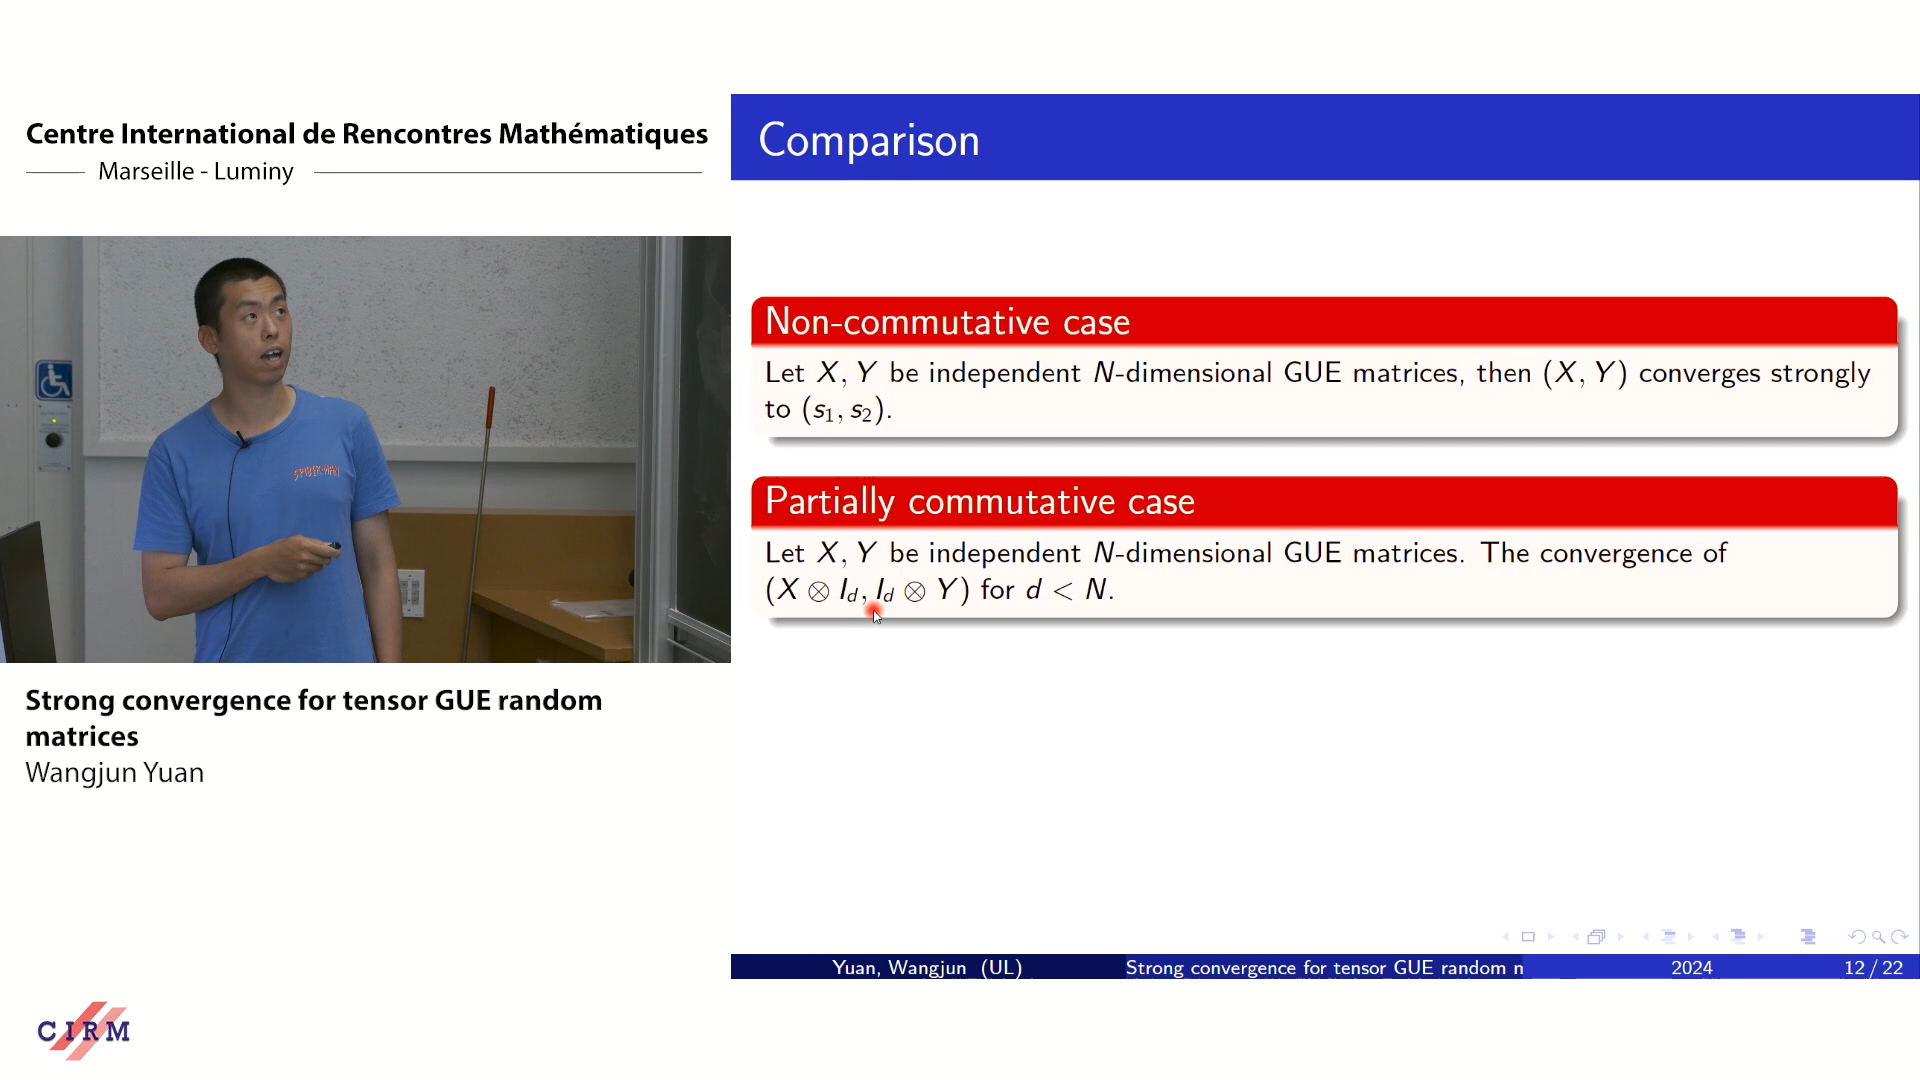 Centre International de Rencontres Mathématiques
Marseille - Luminy
SPIDER-MAN
Strong convergence for tensor GUE random
matrices
Wangjun Yuan
CIRM
Comparison
Non-commutative case
Let X, Y be independent N-dimensional GUE matrices, then (X, Y) converges strongly
to (s₁, s₂).
Partially commutative case
Let X, Y be independent N-dimensional GUE matrices. The convergence of
(X ⊗ I_d, I_d ⊗ Y) for d < N.
Yuan, Wangjun (UL) Strong convergence for tensor GUE random m 2024 12 / 22